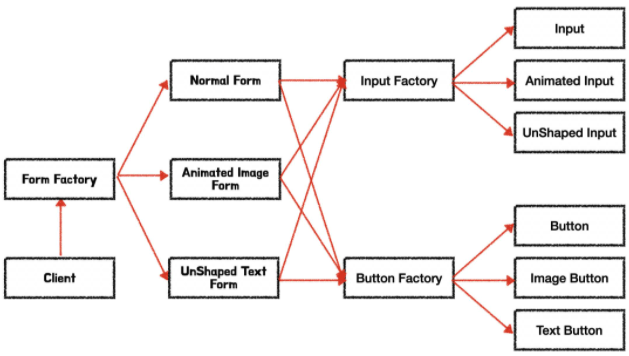 Input
Normal Form
Input Factory
Animated Input
UnShaped Input
Form Factory
Animated Image
Form
Button
Client
UnShaped Text
Form
Button Factory
Image Button
Text Button